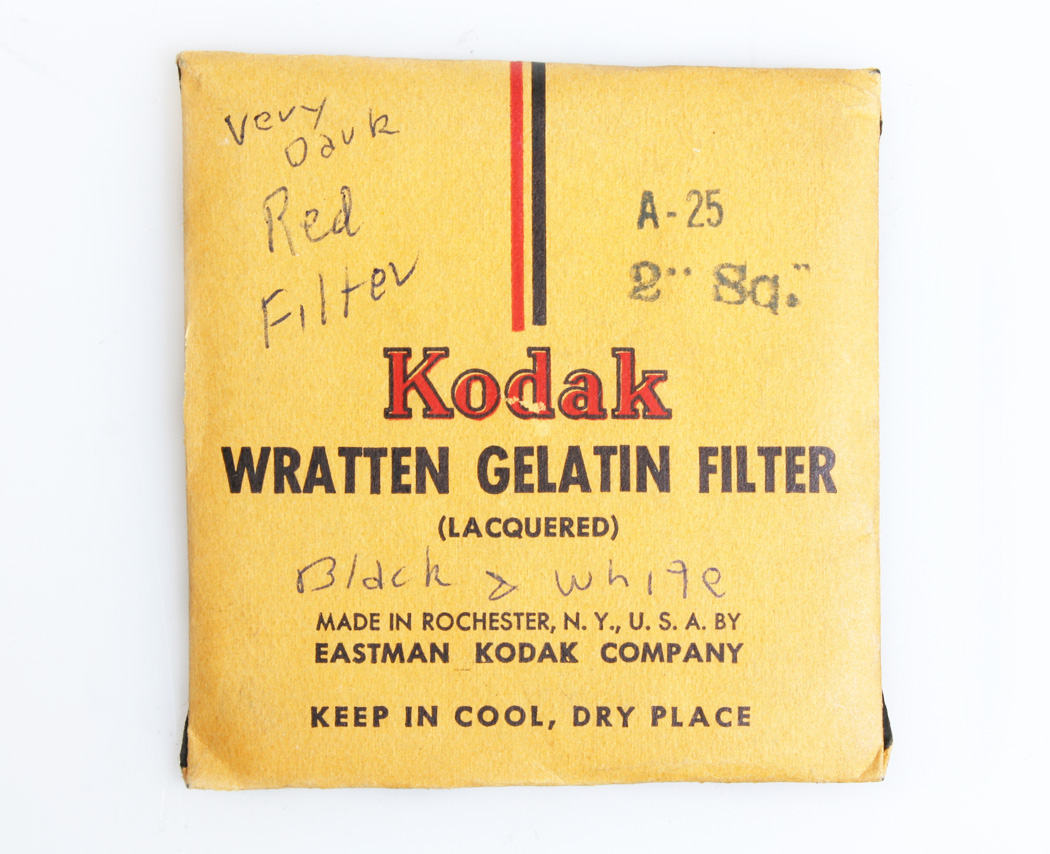 Very
Dark
Red
Filter
A-25
2" Sq."
Kodak
WRATTEN GELATIN FILTER
(LACQUERED)
Black & White
MADE IN ROCHESTER, N. Y., U. S. A. BY
EASTMAN KODAK COMPANY
KEEP IN COOL, DRY PLACE